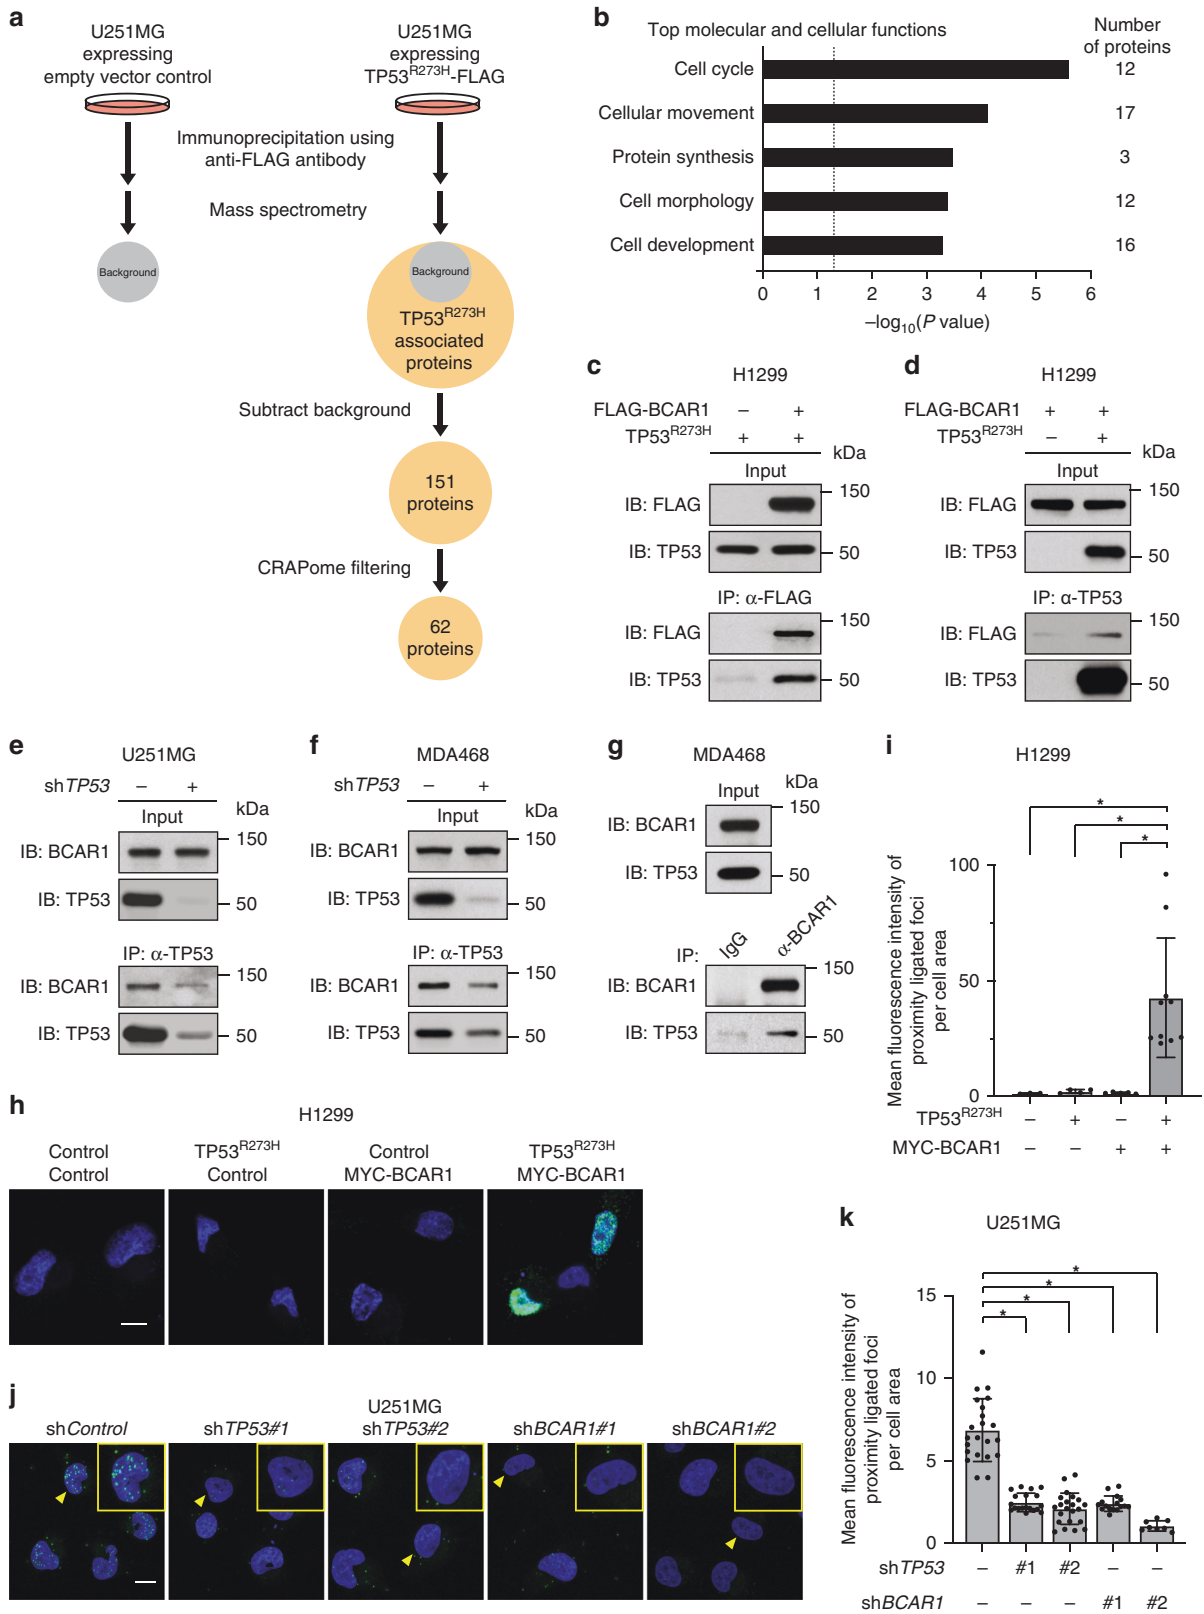 a
U251MG
expressing
empty vector control
U251MG
expressing
TP53R273H-FLAG
Immunoprecipitation using
anti-FLAG antibody
Mass spectrometry
Background
Background
TP53R273H
associated
proteins
Subtract background
151
proteins
CRAPome filtering
62
proteins
b
Top molecular and cellular functions
Number
of proteins
Cell cycle
12
Cellular movement
17
Protein synthesis
3
Cell morphology
12
Cell development
16
0 1 2 3 4 5 6
–log10(P value)
c
H1299
FLAG-BCAR1 – +
TP53R273H + +
kDa
Input
IB: FLAG
150
IB: TP53
50
IP: α-FLAG
IB: FLAG
150
IB: TP53
50
d
H1299
FLAG-BCAR1 + +
TP53R273H – +
kDa
Input
IB: FLAG
150
IB: TP53
50
IP: α-TP53
IB: FLAG
150
IB: TP53
50
e
U251MG
shTP53 – +
kDa
Input
IB: BCAR1
150
IB: TP53
50
IP: α-TP53
IB: BCAR1
150
IB: TP53
50
f
MDA468
shTP53 – +
kDa
Input
IB: BCAR1
150
IB: TP53
50
IP: α-TP53
IB: BCAR1
150
IB: TP53
50
g
MDA468
kDa
Input
IB: BCAR1
150
IB: TP53
50
IP:
IgG
α-BCAR1
IB: BCAR1
150
IB: TP53
50
h
H1299
Control
Control
TP53R273H
Control
Control
MYC-BCAR1
TP53R273H
MYC-BCAR1
i
H1299
*
*
*
Mean fluorescence intensity of
proximity ligated foci
per cell area
100
50
0
TP53R273H – + – +
MYC-BCAR1 – – + +
j
U251MG
shControl
shTP53#1
shTP53#2
shBCAR1#1
shBCAR1#2
k
U251MG
*
*
*
*
Mean fluorescence intensity of
proximity ligated foci
per cell area
15
10
5
0
shTP53 – #1 #2 – –
shBCAR1 – – – #1 #2